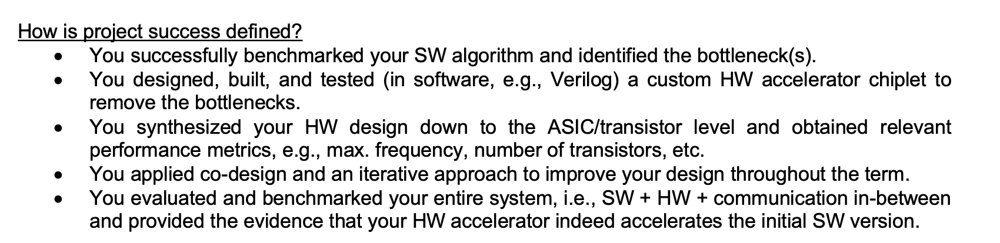 How is project success defined?
• You successfully benchmarked your SW algorithm and identified the bottleneck(s).
• You designed, built, and tested (in software, e.g., Verilog) a custom HW accelerator chiplet to
remove the bottlenecks.
• You synthesized your HW design down to the ASIC/transistor level and obtained relevant
performance metrics, e.g., max. frequency, number of transistors, etc.
• You applied co-design and an iterative approach to improve your design throughout the term.
• You evaluated and benchmarked your entire system, i.e., SW + HW + communication in-between
and provided the evidence that your HW accelerator indeed accelerates the initial SW version.